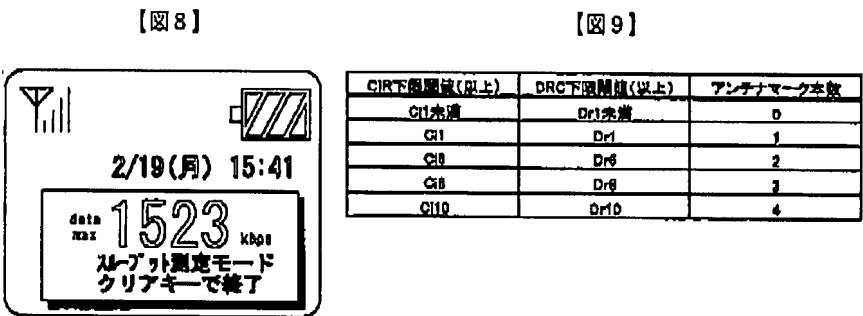 【図8】
2/19(月) 15:41
data
max 1523 kbps
スループット測定モード
クリアキーで終了
【図9】
CIR下限閾値(以上) DRC下限閾値(以上) アンテナマーク本数
Ci1未満 Dr1未満 0
Ci1 Dr1 1
Dr6 2
Ci8 Dr8 3
Ci10 Dr10 4